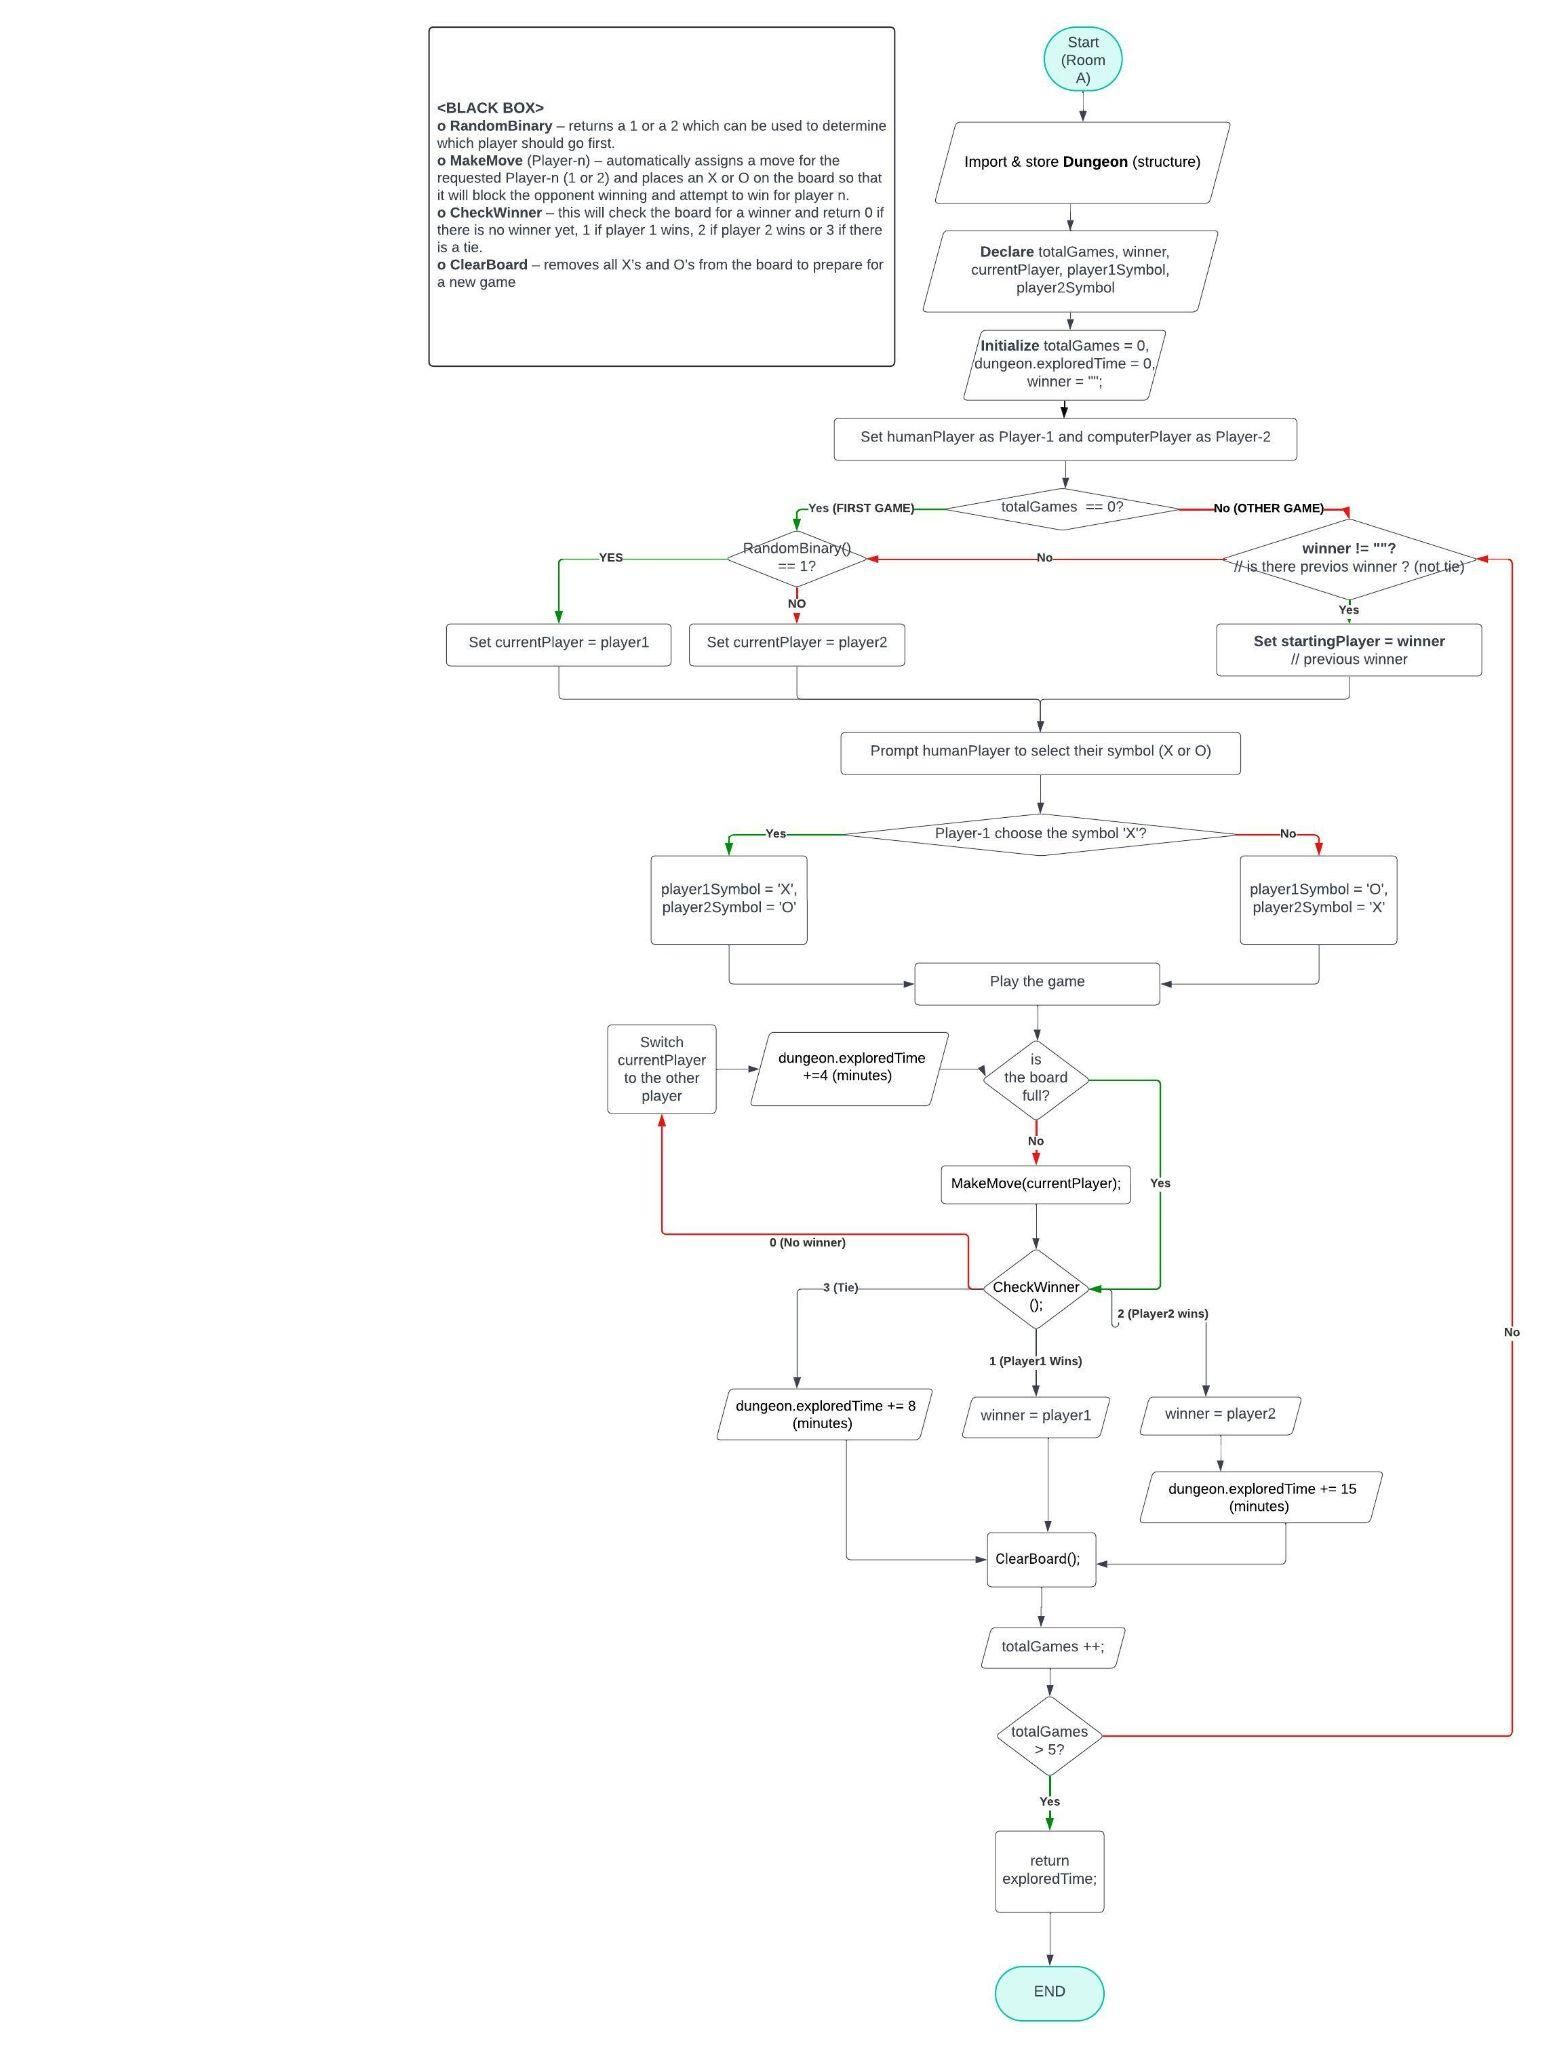 Start
(Room
A)
<BLACK BOX>
o RandomBinary – returns a 1 or a 2 which can be used to determine
which player should go first.
o MakeMove (Player-n) – automatically assigns a move for the
requested Player-n (1 or 2) and places an X or O on the board so that
it will block the opponent winning and attempt to win for player n.
o CheckWinner – this will check the board for a winner and return 0 if
there is no winner yet, 1 if player 1 wins, 2 if player 2 wins or 3 if there
is a tie.
o ClearBoard – removes all X's and O's from the board to prepare for
a new game
Import & store Dungeon (structure)
Declare totalGames, winner,
currentPlayer, player1Symbol,
player2Symbol
Initialize totalGames = 0,
dungeon.exploredTime = 0,
winner = "";
Set humanPlayer as Player-1 and computerPlayer as Player-2
totalGames == 0?
Yes (FIRST GAME)
No (OTHER GAME)
RandomBinary()
== 1?
winner != ""?
// is there previos winner ? (not tie)
YES
No
NO
Yes
Set currentPlayer = player1
Set currentPlayer = player2
Set startingPlayer = winner
// previous winner
Prompt humanPlayer to select their symbol (X or O)
Player-1 choose the symbol 'X'?
Yes
No
player1Symbol = 'X',
player2Symbol = 'O'
player1Symbol = 'O',
player2Symbol = 'X'
Play the game
Switch
currentPlayer
to the other
player
dungeon.exploredTime
+=4 (minutes)
is
the board
full?
No
Yes
MakeMove(currentPlayer);
0 (No winner)
CheckWinner
();
3 (Tie)
2 (Player2 wins)
1 (Player1 Wins)
No
dungeon.exploredTime += 8
(minutes)
winner = player1
winner = player2
dungeon.exploredTime += 15
(minutes)
ClearBoard();
totalGames ++;
totalGames
> 5?
Yes
return
exploredTime;
END